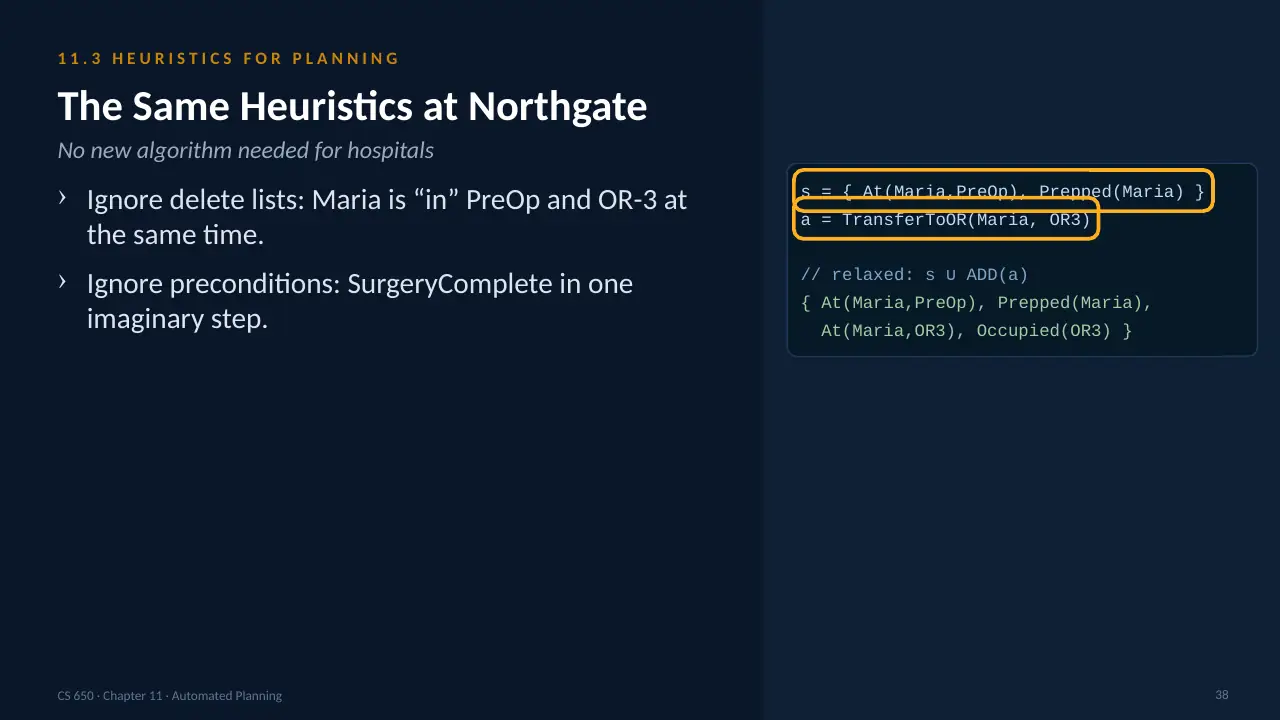 11.3 HEURISTICS FOR PLANNING
The Same Heuristics at Northgate
No new algorithm needed for hospitals
› Ignore delete lists: Maria is “in” PreOp and OR-3 at
the same time.
› Ignore preconditions: SurgeryComplete in one
imaginary step.
s = { At(Maria,PreOp), Prepped(Maria) }
a = TransferToOR(Maria, OR3)
// relaxed: s ∪ ADD(a)
{ At(Maria,PreOp), Prepped(Maria),
At(Maria,OR3), Occupied(OR3) }
CS 650 · Chapter 11 · Automated Planning
38